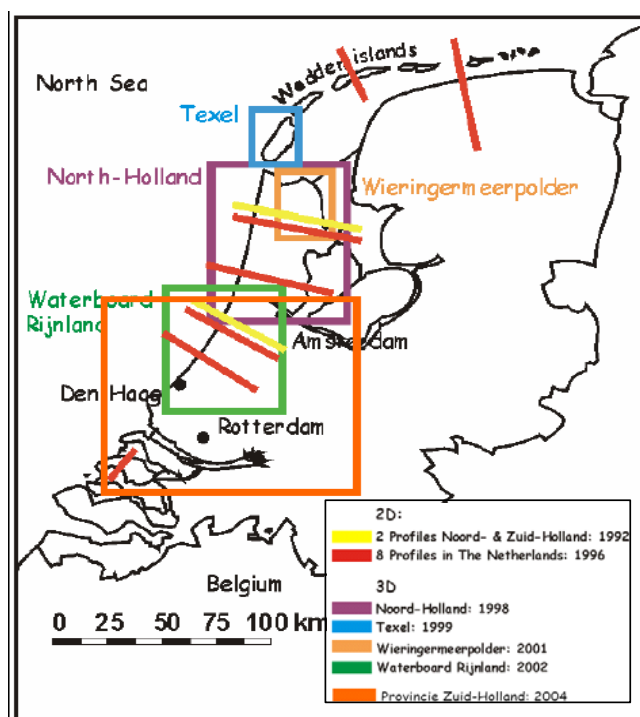 North Sea
Wadden islands
Texel
North-Holland
Wieringermeerpolder
Waterboard
Rijnland
Amsterdam
Den Haag
Rotterdam
2D:
2 Profiles Noord- & Zuid-Holland: 1992
8 Profiles in The Netherlands: 1996
3D
Noord-Holland: 1998
Texel: 1999
Wieringermeerpolder: 2001
Waterboard Rijnland: 2002
Provincie Zuid-Holland: 2004
Belgium
0 25 50 75 100 km